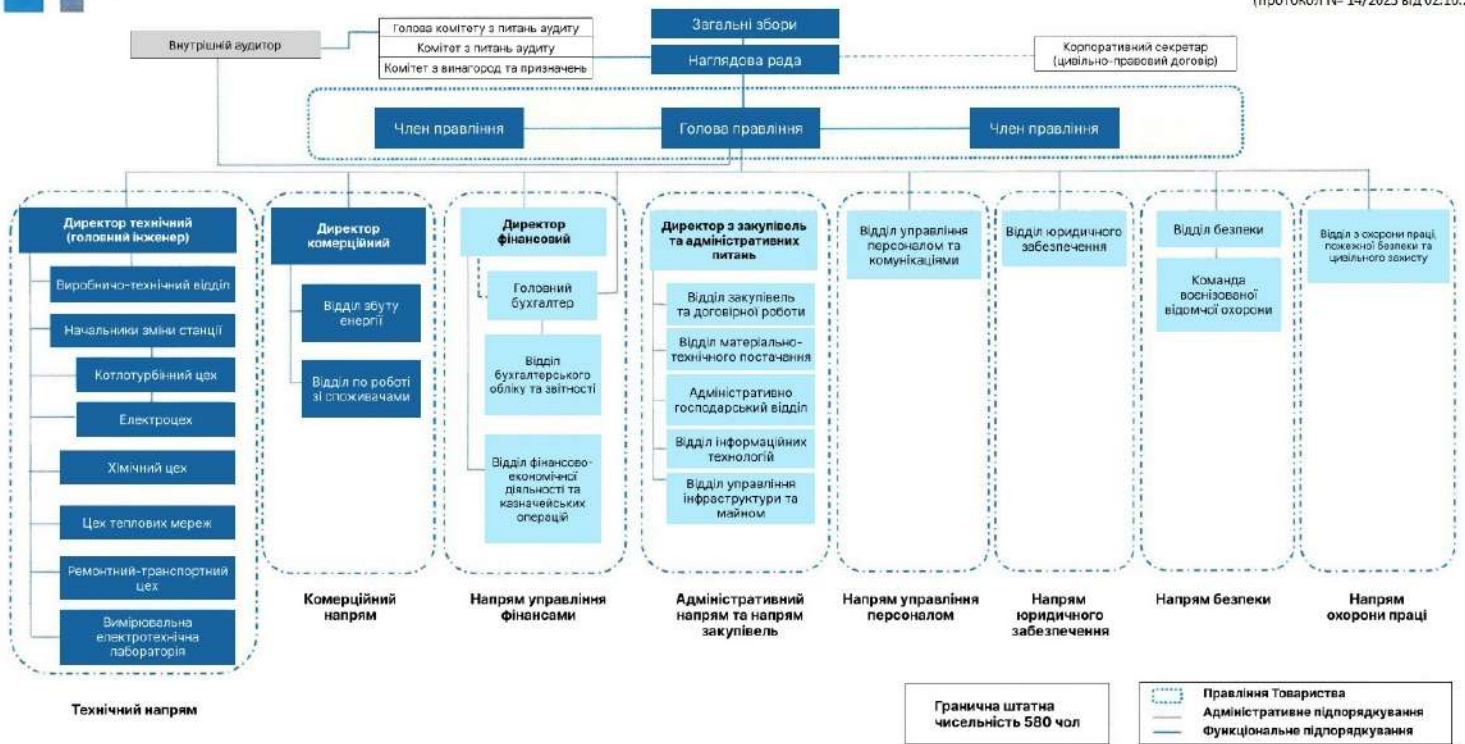 (протокол № 14/2025 від 02.10.2
Загальні збори
Голова комітету з питань аудиту
Внутрішній аудитор
Комітет з питань аудиту
Комітет з винагород та призначень
Наглядова рада
Корпоративний секретар
(цивільно-правовий договір)
Член правління
Голова правління
Член правління
Директор технічний
(головний інженер)
Виробничо-технічний відділ
Начальники зміни станції
Котлотурбінний цех
Електроцех
Хімічний цех
Цех теплових мереж
Ремонтний-транспортний
цех
Вимірювальна
електротехнічна
лабораторія
Технічний напрям
Директор
комерційний
Відділ збуту
енергії
Відділ по роботі
зі споживачами
Комерційний
напрям
Директор
фінансовий
Головний
бухгалтер
Відділ
бухгалтерського
обліку та звітності
Відділ фінансово-
економічної
діяльності та
казначейських
операцій
Напрям управління
фінансами
Директор з закупівель
та адміністративних
питань
Відділ закупівель
та договірної роботи
Відділ матеріально-
технічного постачання
Адміністративно
господарський відділ
Відділ інформаційних
технологій
Відділ управління
інфраструктури та
майном
Адміністративний
напрям та напрям
закупівель
Відділ управління
персоналом та
комунікаціями
Напрям управління
персоналом
Відділ юридичного
забезпечення
Напрям
юридичного
забезпечення
Відділ безпеки
Команда
воєнізованої
відомчої охорони
Напрям безпеки
Відділ з охорони праці,
пожежної безпеки та
цивільного захисту
Напрям
охорони праці
Гранична штатна
чисельність 580 чол
Правління Товариства
Адміністративне підпорядкування
Функціональне підпорядкування